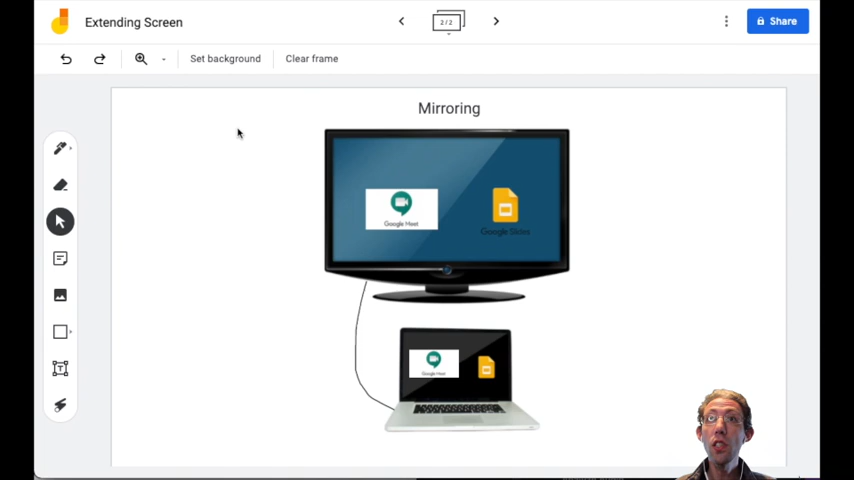 Extending Screen
2 / 2
Share
Set background
Clear frame
Mirroring
Google Meet
Google Slides
Google Meet